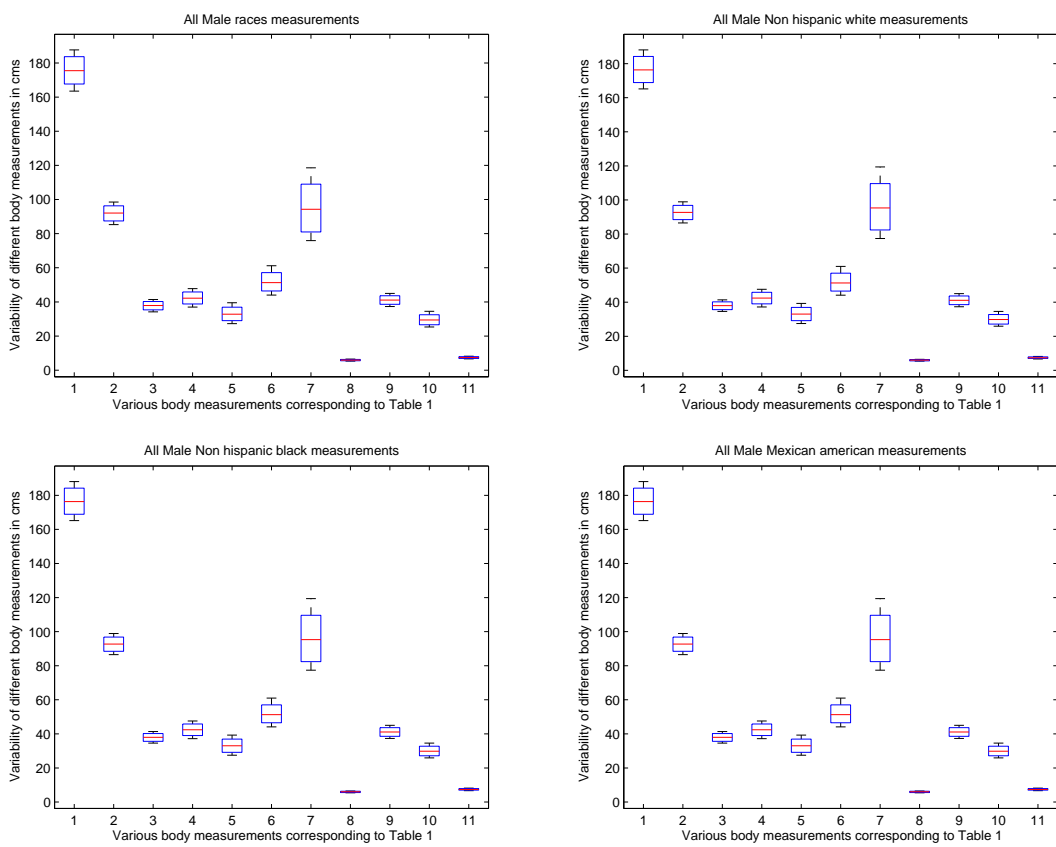 All Male races measurements
Variability of different body measurements in cms
180
160
140
120
100
80
60
40
20
0
1 2 3 4 5 6 7 8 9 10 11
Various body measurements corresponding to Table 1
All Male Non hispanic white measurements
Variability of different body measurements in cms
180
160
140
120
100
80
60
40
20
0
1 2 3 4 5 6 7 8 9 10 11
Various body measurements corresponding to Table 1
All Male Non hispanic black measurements
Variability of different body measurements in cms
180
160
140
120
100
80
60
40
20
0
1 2 3 4 5 6 7 8 9 10 11
Various body measurements corresponding to Table 1
All Male Mexican american measurements
Variability of different body measurements in cms
180
160
140
120
100
80
60
40
20
0
1 2 3 4 5 6 7 8 9 10 11
Various body measurements corresponding to Table 1